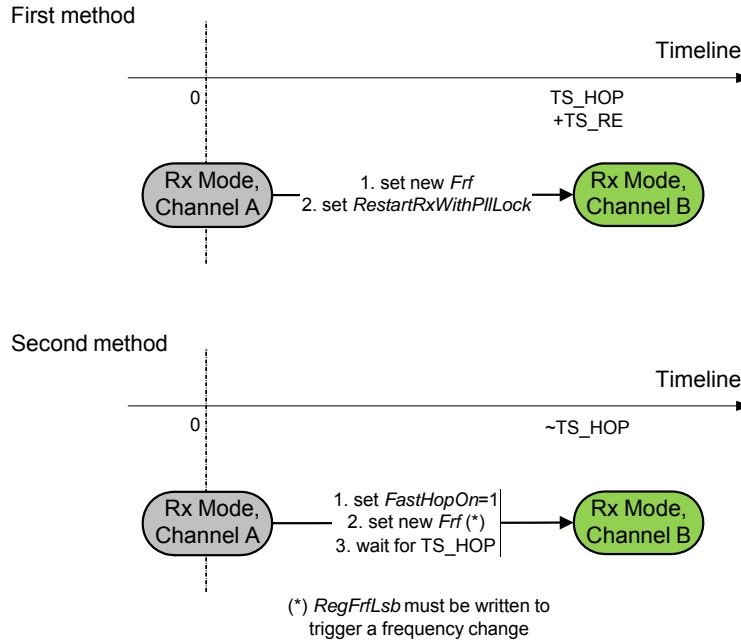 First method
Timeline
0
TS_HOP
+TS_RE
Rx Mode,
Channel A
1. set new Frf
2. set RestartRxWithPllLock
Rx Mode,
Channel B
Second method
Timeline
0
~TS_HOP
Rx Mode,
Channel A
1. set FastHopOn=1
2. set new Frf (*)
3. wait for TS_HOP
Rx Mode,
Channel B
(*) RegFrfLsb must be written to
trigger a frequency change